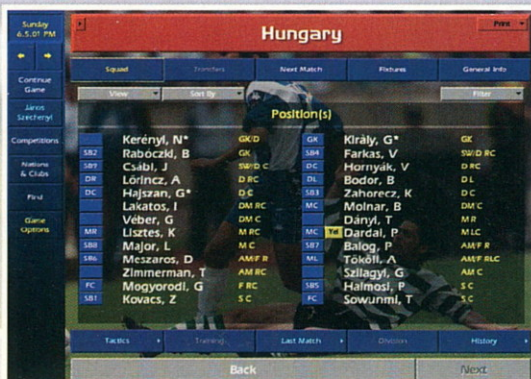 Sunday
6.5.01 PM
Hungary
Print
Continue
Game
János
Széchenyi
Competitions
Nations
& Clubs
Find
Game
Options
Squad Transfers Next Match Fixtures General Info
View Sort By Filter
Position(s)
Kerényi, N* GK/D GK Király, G* GK
SB2 Rabóczki, B GK SB4 Farkas, V SW/D RC
SB9 Csábi, J SW/D C DC Hornyák, V D RC
DR Lörincz, A D RC DL Bodor, B D L
DC Hajszan, G* D C SB3 Zahorecz, K D C
Lakatos, I DM RC MC Molnar, B DM C
Véber, G DM C Dányi, T M R
MR Lisztes, K M RC MC Yel Dardai, P M LC
SB8 Major, L M C SB7 Balog, P AM/F R
SB6 Meszaros, D AM/F R ML Tököli, A AM/F RLC
Zimmerman, T AM RC Szilagyi, G AM C
FC Mogyorodi, G F RC SB5 Halmosi, P S C
SB1 Kovacs, Z S C FC Sowunmi, T S C
Tactics Training Last Match Division History
Back Next